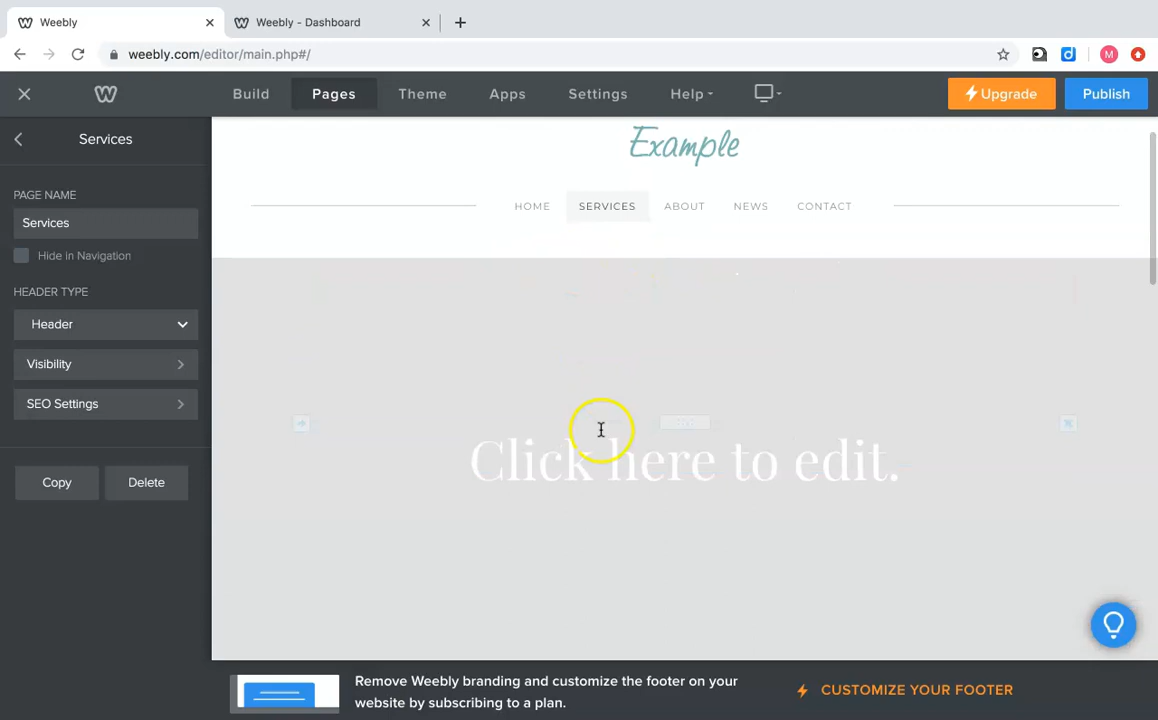 Weebly
Weebly - Dashboard
weebly.com/editor/main.php#/
M
Build
Pages
Theme
Apps
Settings
Help
Upgrade
Publish
Services
PAGE NAME
Services
Hide in Navigation
HEADER TYPE
Header
Visibility
SEO Settings
Copy
Delete
Example
HOME
SERVICES
ABOUT
NEWS
CONTACT
Click here to edit.
Remove Weebly branding and customize the footer on your
website by subscribing to a plan.
CUSTOMIZE YOUR FOOTER